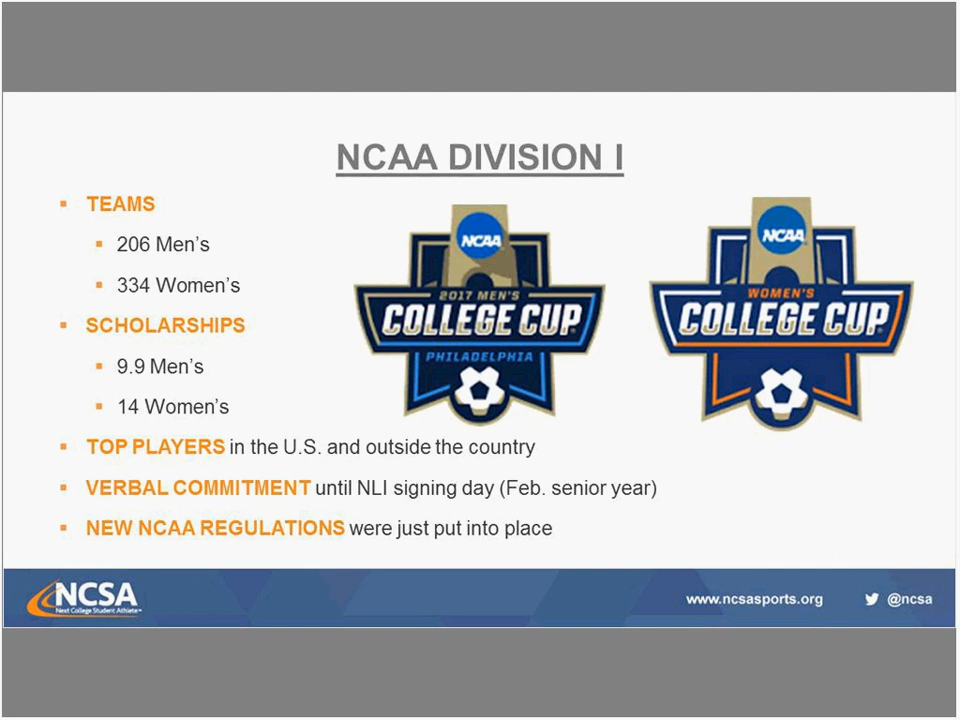 NCAA DIVISION I
TEAMS
206 Men's
334 Women's
SCHOLARSHIPS
9.9 Men's
14 Women's
TOP PLAYERS in the U.S. and outside the country
VERBAL COMMITMENT until NLI signing day (Feb. senior year)
NEW NCAA REGULATIONS were just put into place
NCAA
2017 MEN'S
COLLEGE CUP
PHILADELPHIA
NCAA
WOMEN'S
COLLEGE CUP
NCSA
Next College Student Athlete™
www.ncsasports.org
@ncsa